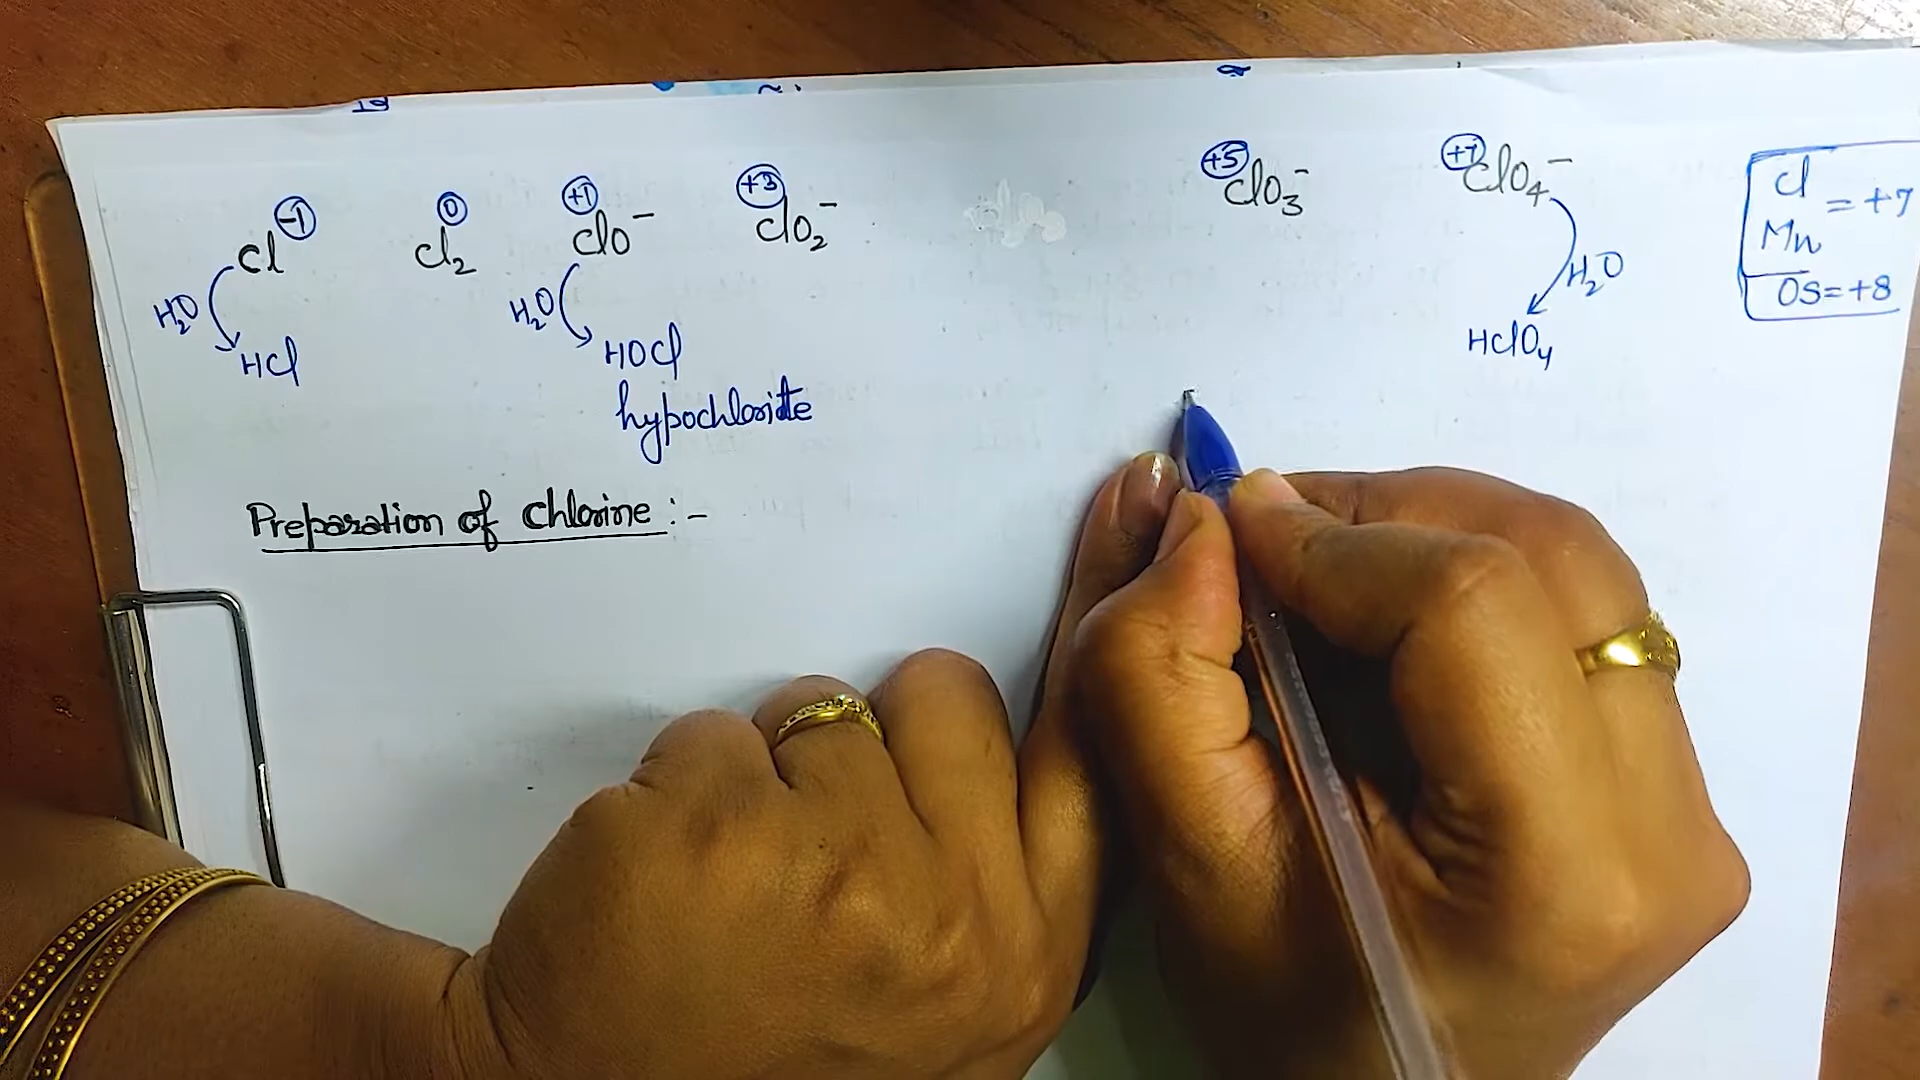 -1 0 +1 +3 +5 +7
Cl Cl₂ ClO⁻ ClO₂⁻ ClO₃⁻ ClO₄⁻
H₂O H₂O H₂O
HCl HOCl HClO₄
hypochlorite
Cl
Mn = +7
Os = +8
Preparation of Chlorine :-